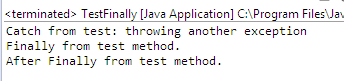 <terminated> TestFinally [Java Application] C:\Program Files\Jav
Catch from test: throwing another exception
Finally from test method.
After Finally from test method.